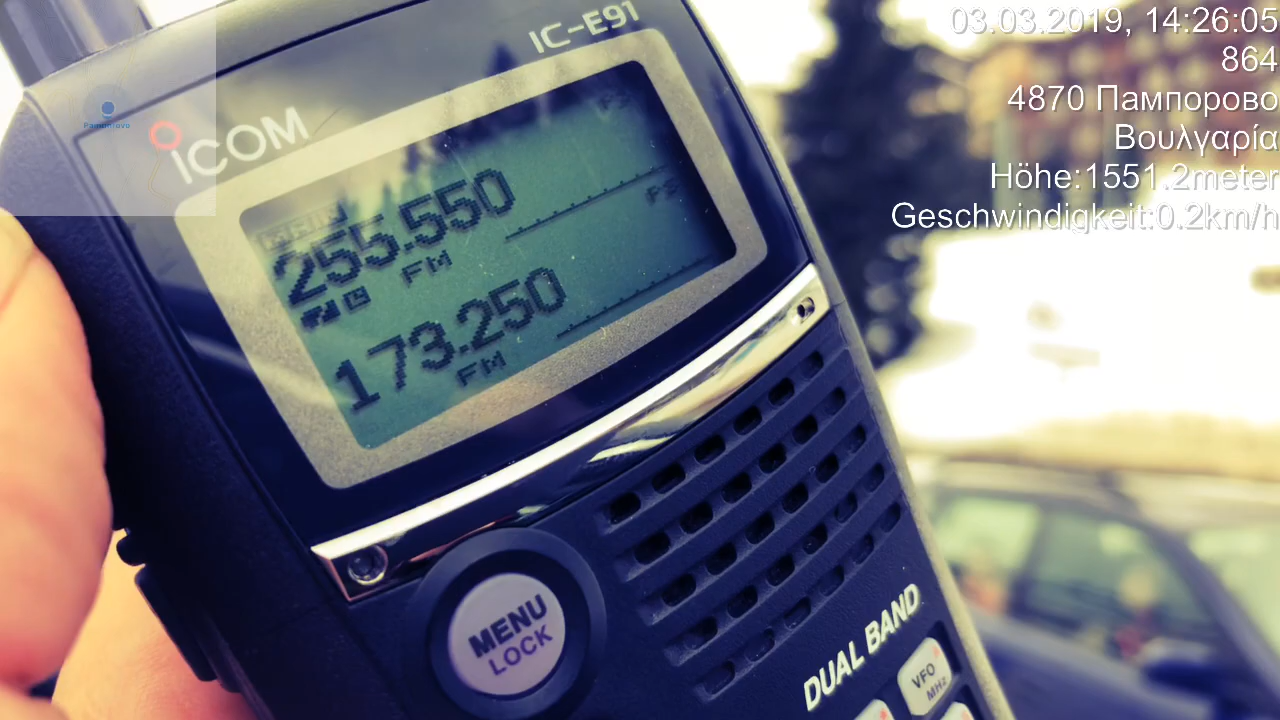 03.03.2019, 14:26:05
864
4870 Пампорово
Βουλγαρία
Höhe:1551.2meter
Geschwindigkeit:0.2km/h
IC-E91
ICOM
255.550
FM
PS
173.250
FM
MENU
LOCK
DUAL BAND
VFO
MHz